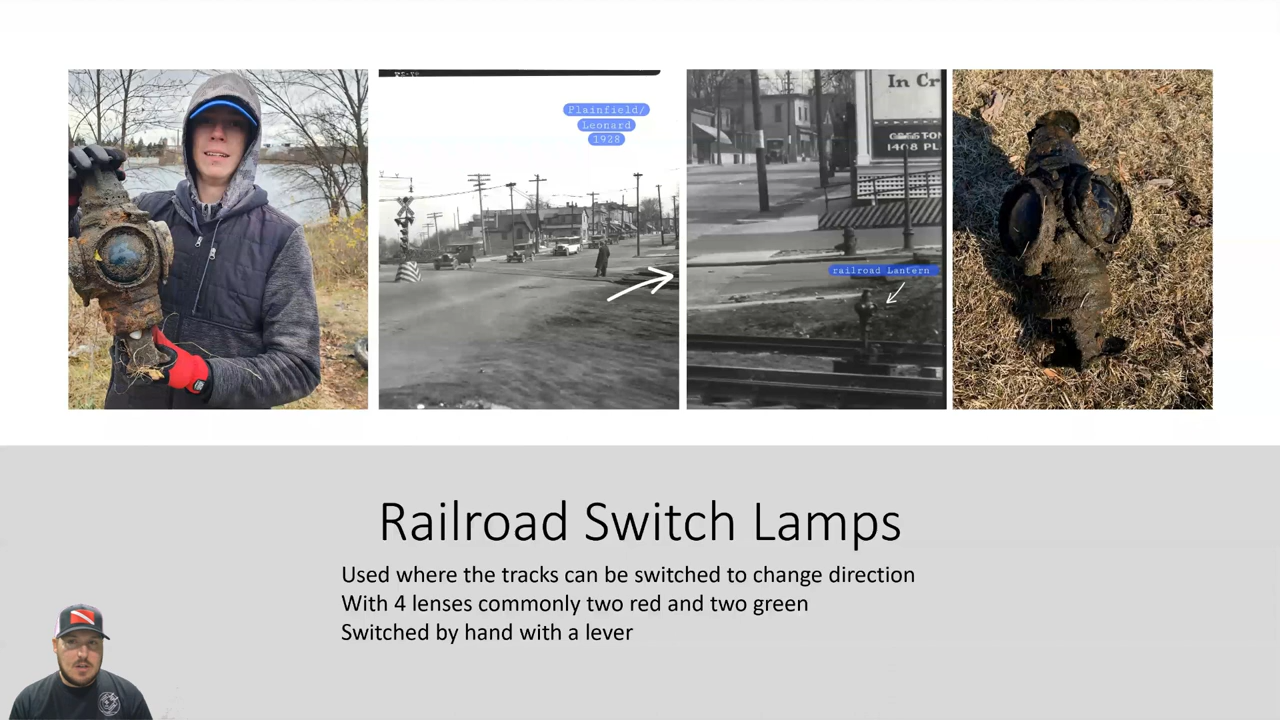 Plainfield/
Leonard
1928
In Cr
CRESTON
1408 PL
railroad Lantern
Railroad Switch Lamps
Used where the tracks can be switched to change direction
With 4 lenses commonly two red and two green
Switched by hand with a lever